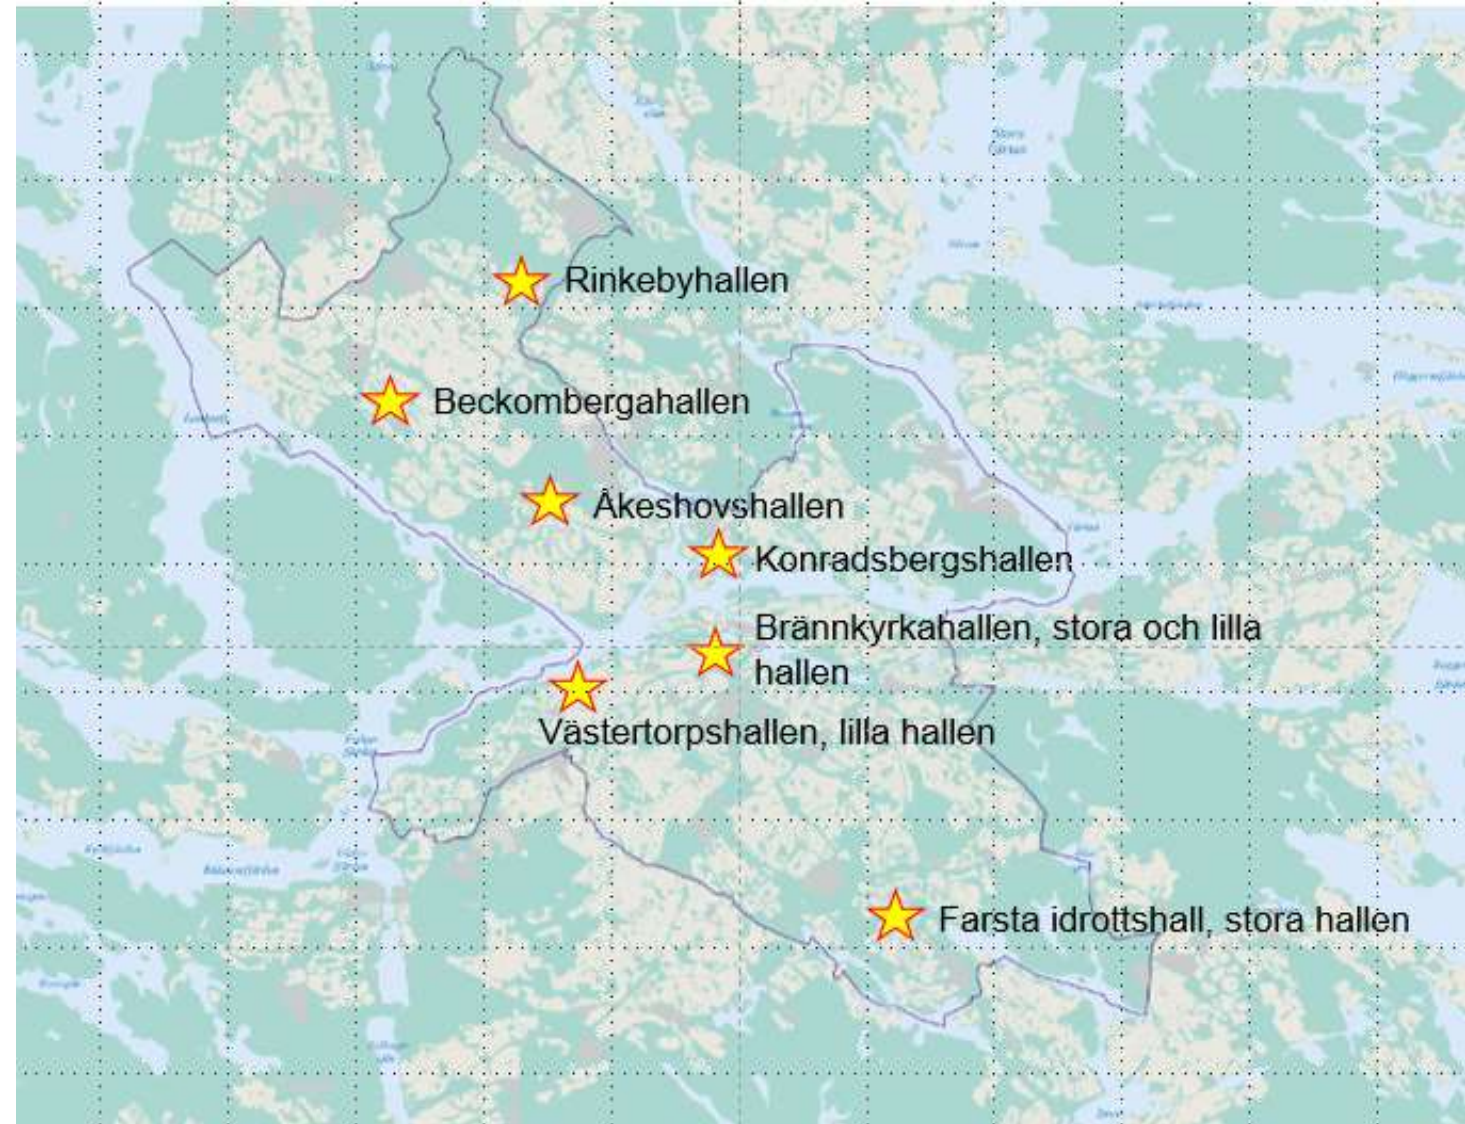 Rinkebyhallen
Beckombergahallen
Åkeshovshallen
Konradsbergshallen
Brännkyrkahallen, stora och lilla
hallen
Västertorpshallen, lilla hallen
Farsta idrottshall, stora hallen